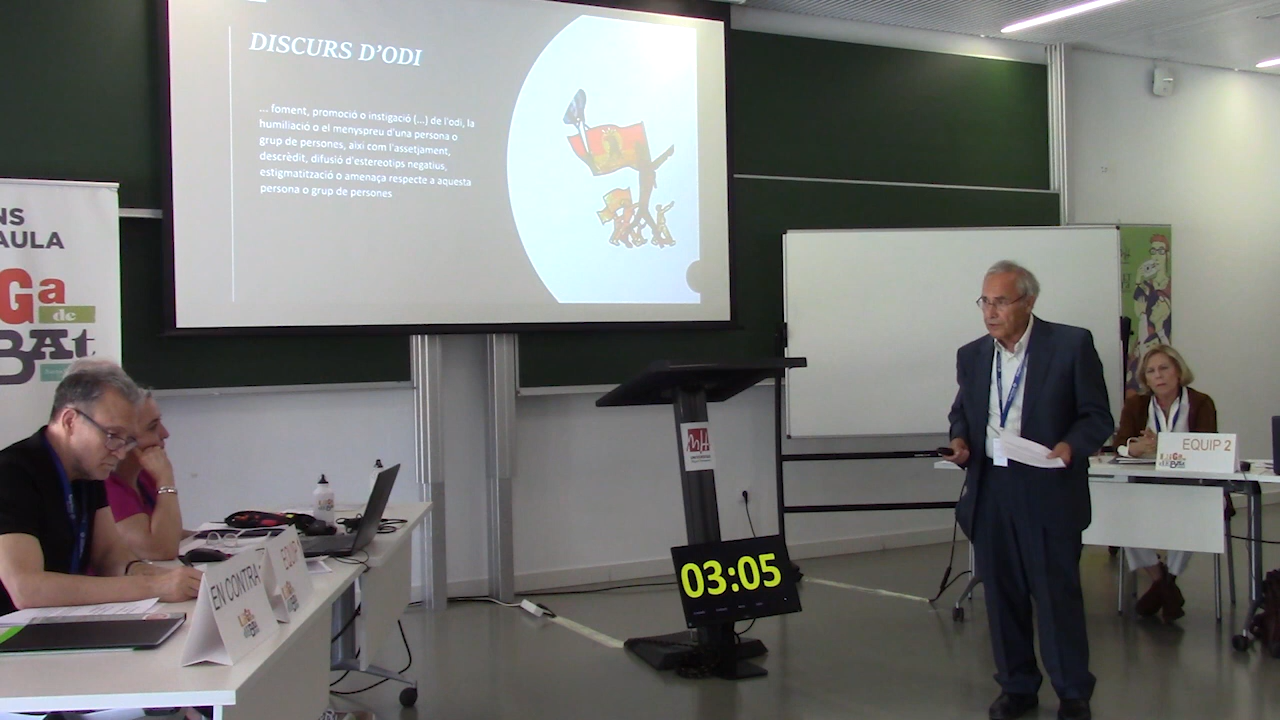 DISCURS D'ODI
... foment, promoció o instigació (...) de l'odi, la
humiliació o el menyspreu d'una persona o
grup de persones, així com l'assetjament,
descrèdit, difusió d'estereotips negatius,
estigmatització o amenaça respecte a aquesta
persona o grup de persones
NS
AULA
Ga
de
BAt
EQUIP 2
03:05
EN CONTRA
EQUIP